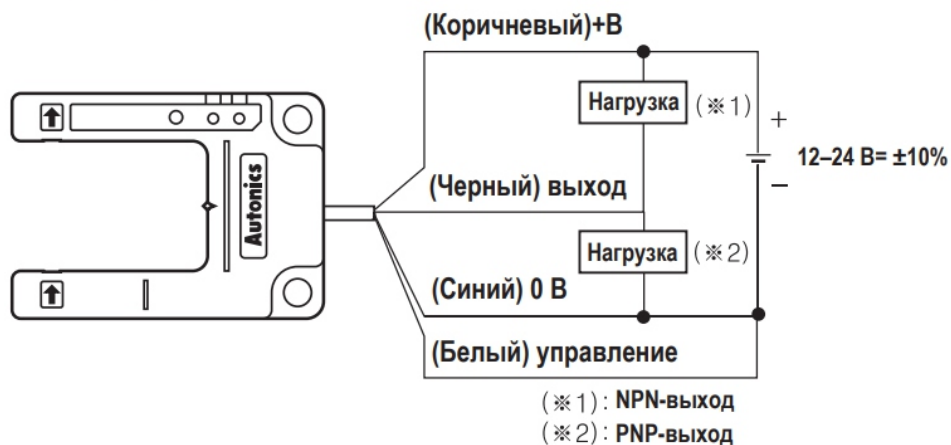 (Коричневый)+В
Нагрузка (※1)
+
12–24 В= ±10%
−
(Черный) выход
Autonics
Нагрузка (※2)
(Синий) 0 В
(Белый) управление
(※1): NPN-выход
(※2): PNP-выход